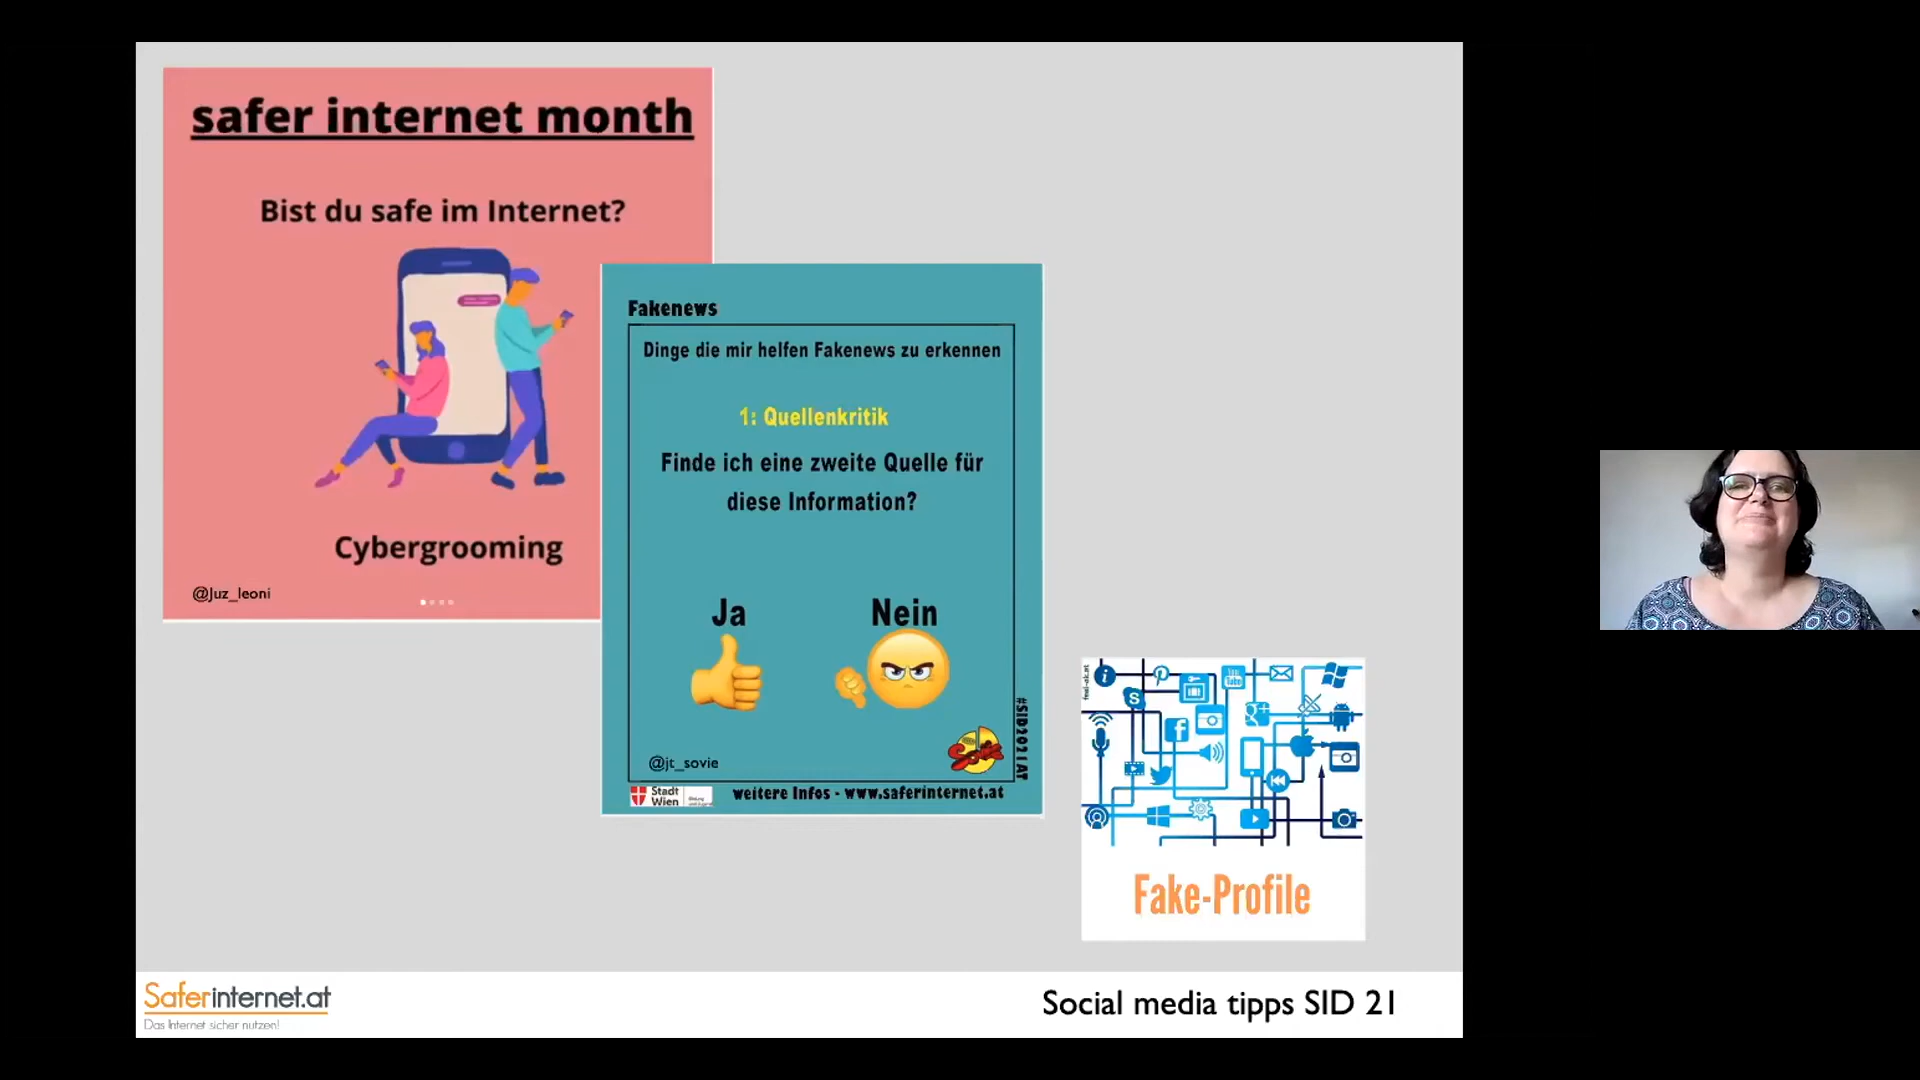 safer internet month
Bist du safe im Internet?
Cybergrooming
@Juz_leoni
Fakenews
Dinge die mir helfen Fakenews zu erkennen
1: Quellenkritik
Finde ich eine zweite Quelle für
diese Information?
Ja Nein
@jt_sovie
#SID2021AT
Stadt
Wien
weitere Infos - www.saferinternet.at
You
Tube
Fake-Profile
Saferinternet.at
Das Internet sicher nutzen!
Social media tipps SID 21